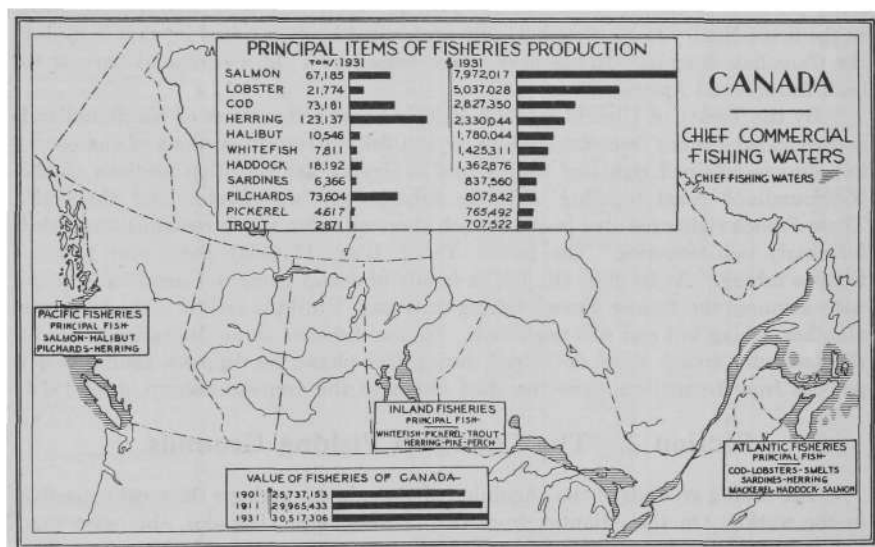 PRINCIPAL ITEMS OF FISHERIES PRODUCTION
TONS. 1931 $ 1931
SALMON 67,185 7,972,017
LOBSTER 21,774 5,037,028
COD 73,181 2,827,350
HERRING 123,137 2,330,044
HALIBUT 10,546 1,780,044
WHITEFISH 7,811 1,425,311
HADDOCK 18,192 1,362,876
SARDINES 6,366 837,560
PILCHARDS 73,604 807,842
PICKEREL 4,617 765,492
TROUT 2,871 707,522
CANADA
CHIEF COMMERCIAL
FISHING WATERS
CHIEF FISHING WATERS
PACIFIC FISHERIES
PRINCIPAL FISH-
SALMON-HALIBUT
PILCHARDS-HERRING
INLAND FISHERIES
PRINCIPAL FISH-
WHITEFISH-PICKEREL-TROUT-
HERRING-PIKE-PERCH
ATLANTIC FISHERIES
PRINCIPAL FISH-
COD-LOBSTERS-SMELTS
SARDINES-HERRING
MACKEREL-HADDOCK-SALMON
VALUE OF FISHERIES OF CANADA-
1901 $25,737,153
1911 29,965,433
1931 30,517,306